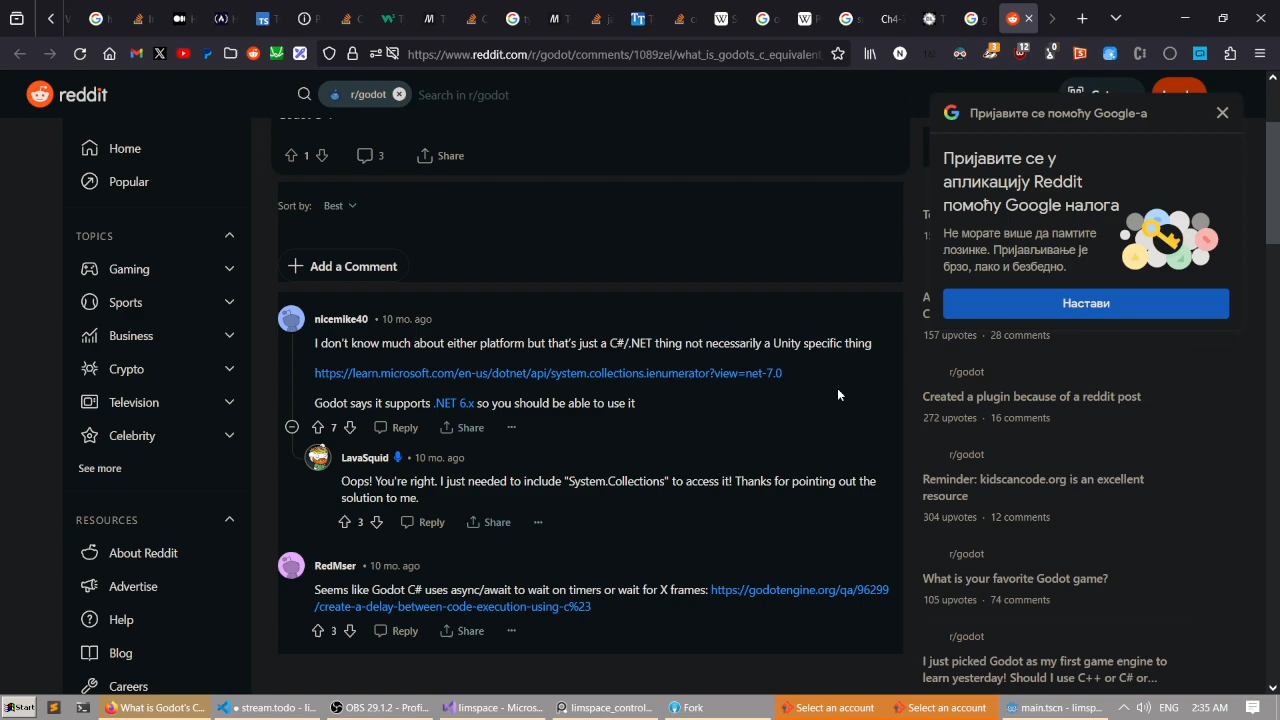 https://www.reddit.com/r/godot/comments/1089zel/what_is_godots_c_equivalent
reddit
r/godot
Search in r/godot
Home
Popular
TOPICS
Gaming
Sports
Business
Crypto
Television
Celebrity
See more
RESOURCES
About Reddit
Advertise
Help
Blog
Careers
1
3
Share
Sort by:
Best
Add a Comment
nicemike40 • 10 mo. ago
I don't know much about either platform but that's just a C#/.NET thing not necessarily a Unity specific thing
https://learn.microsoft.com/en-us/dotnet/api/system.collections.ienumerator?view=net-7.0
Godot says it supports .NET 6.x so you should be able to use it
7
Reply
Share
LavaSquid • 10 mo. ago
Oops! You're right. I just needed to include "System.Collections" to access it! Thanks for pointing out the
solution to me.
3
Reply
Share
RedMser • 10 mo. ago
Seems like Godot C# uses async/await to wait on timers or wait for X frames: https://godotengine.org/qa/96299
/create-a-delay-between-code-execution-using-c%23
3
Reply
Share
Пријавите се помоћу Google-а
Пријавите се у
апликацију Reddit
помоћу Google налога
Не морате више да памтите
лозинке. Пријављивање је
брзо, лако и безбедно.
Настави
157 upvotes · 28 comments
r/godot
Created a plugin because of a reddit post
272 upvotes · 16 comments
r/godot
Reminder: kidscancode.org is an excellent
resource
304 upvotes · 12 comments
r/godot
What is your favorite Godot game?
105 upvotes · 74 comments
r/godot
I just picked Godot as my first game engine to
learn yesterday! Should I use C++ or C# or...
Start
What is Godot's C...
stream.todo - li...
OBS 29.1.2 - Profi...
limspace - Micros...
limspace_control...
Fork
Select an account
Select an account
main.tscn - limsp...
ENG
2:35 AM